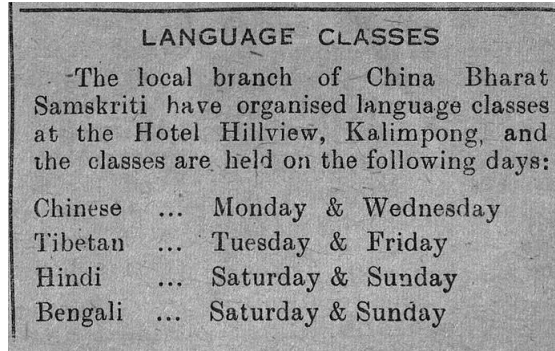 LANGUAGE CLASSES
The local branch of China Bharat
Samskriti have organised language classes
at the Hotel Hillview, Kalimpong, and
the classes are held on the following days:
Chinese ... Monday & Wednesday
Tibetan ... Tuesday & Friday
Hindi ... Saturday & Sunday
Bengali ... Saturday & Sunday